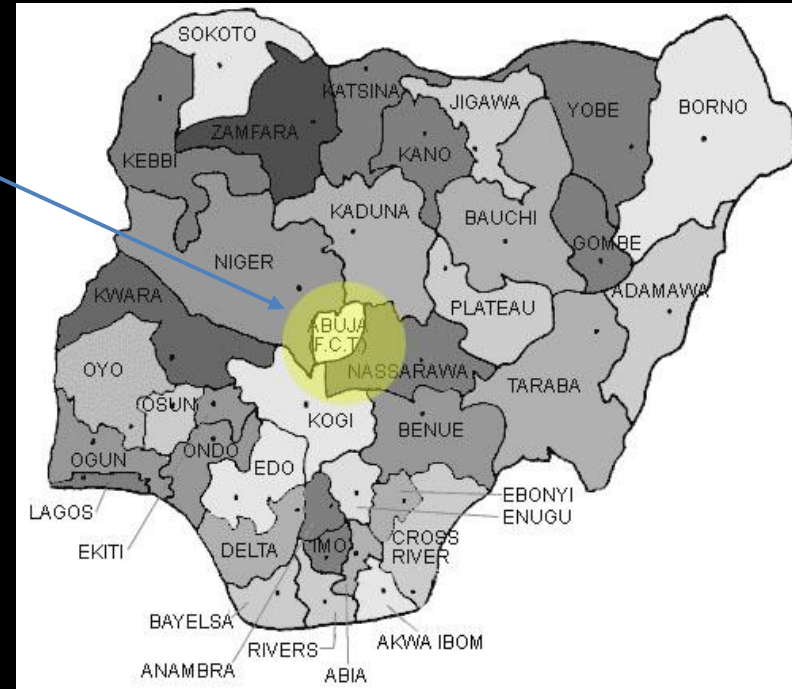 SOKOTO
KATSINA
JIGAWA
YOBE
BORNO
ZAMFARA
KANO
KEBBI
KADUNA
BAUCHI
GOMBE
NIGER
ADAMAWA
KWARA
PLATEAU
ABUJA
(F.C.T.)
NASSARAWA
OYO
TARABA
OSUN
KOGI
BENUE
ONDO
OGUN
EDO
EBONYI
ENUGU
LAGOS
CROSS
RIVER
EKITI
DELTA
IMO
BAYELSA
RIVERS
AKWA IBOM
ANAMBRA
ABIA